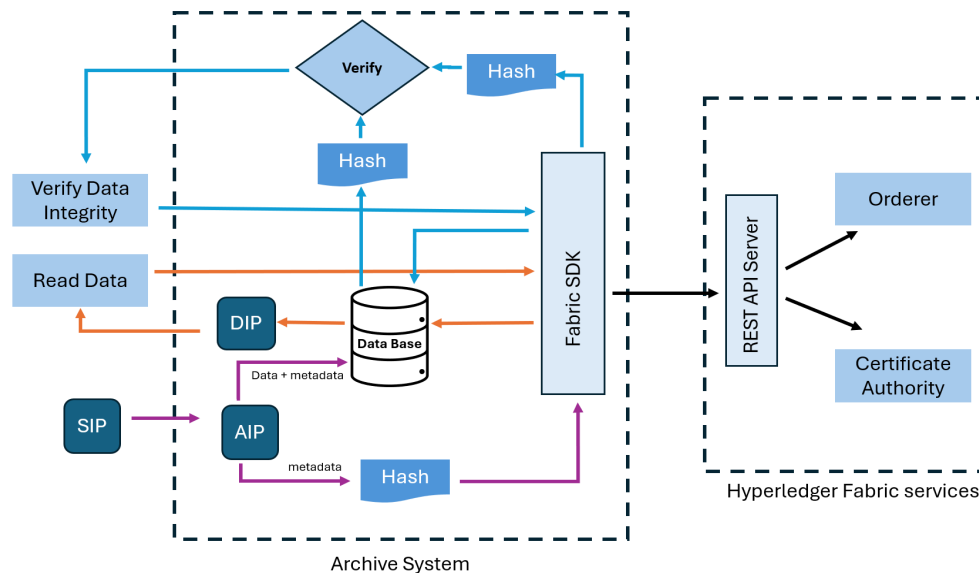 Verify
Hash
Hash
Verify Data
Integrity
Read Data
DIP
Data Base
Data + metadata
SIP
AIP
metadata
Hash
Fabric SDK
REST API Server
Orderer
Certificate
Authority
Hyperledger Fabric services
Archive System